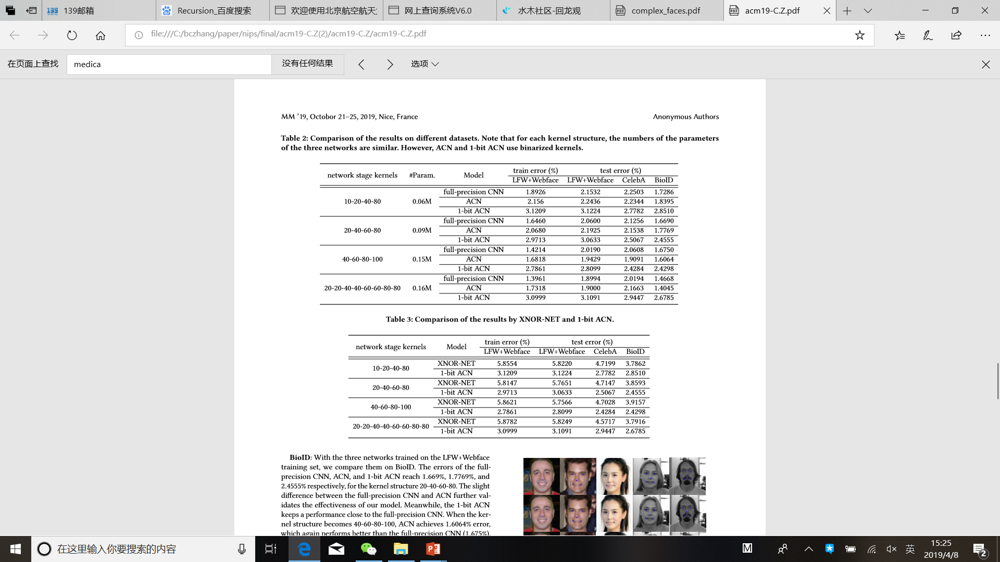 139邮箱
Recursion_百度搜索
欢迎使用北京航空航天
网上查询系统V6.0
水木社区-回龙观
complex_faces.pdf
acm19-C.Z.pdf
file:///C:/bczhang/paper/nips/final/acm19-C.Z(2)/acm19-C.Z/acm19-C.Z.pdf
在页面上查找
medica
没有任何结果
选项
MM ’19, October 21–25, 2019, Nice, France
Anonymous Authors
Table 2: Comparison of the results on different datasets. Note that for each kernel structure, the numbers of the parameters
of the three networks are similar. However, ACN and 1-bit ACN use binarized kernels.
network stage kernels #Param. Model train error (%) test error (%)
LFW+Webface LFW+Webface CelebA BioID
full-precision CNN 1.8926 2.1532 2.2503 1.7286
10-20-40-80 0.06M ACN 2.156 2.2436 2.2344 1.8395
1-bit ACN 3.1209 3.1224 2.7782 2.8510
full-precision CNN 1.6460 2.0600 2.1256 1.6690
20-40-60-80 0.09M ACN 2.0680 2.1925 2.1538 1.7769
1-bit ACN 2.9713 3.0633 2.5067 2.4555
full-precision CNN 1.4214 2.0190 2.0608 1.6750
40-60-80-100 0.15M ACN 1.6818 1.9429 1.9091 1.6064
1-bit ACN 2.7861 2.8099 2.4284 2.4298
full-precision CNN 1.3961 1.8994 2.0194 1.4668
20-20-40-40-60-60-80-80 0.16M ACN 1.7318 1.9000 2.1663 1.4045
1-bit ACN 3.0999 3.1091 2.9447 2.6785
Table 3: Comparison of the results by XNOR-NET and 1-bit ACN.
network stage kernels Model train error (%) test error (%)
LFW+Webface LFW+Webface CelebA BioID
10-20-40-80 XNOR-NET 5.8554 5.8220 4.7199 3.7862
1-bit ACN 3.1209 3.1224 2.7782 2.8510
20-40-60-80 XNOR-NET 5.8147 5.7651 4.7147 3.8593
1-bit ACN 2.9713 3.0633 2.5067 2.4555
40-60-80-100 XNOR-NET 5.8621 5.7566 4.7028 3.9157
1-bit ACN 2.7861 2.8099 2.4284 2.4298
20-20-40-40-60-60-80-80 XNOR-NET 5.8782 5.8249 4.5717 3.7916
1-bit ACN 3.0999 3.1091 2.9447 2.6785
BioID: With the three networks trained on the LFW+Webface
training set, we compare them on BioID. The errors of the full-
precision CNN, ACN, and 1-bit ACN reach 1.669%, 1.7769%, and
2.4555% respectively, for the kernel structure 20-40-60-80. The slight
difference between the full-precision CNN and ACN further val-
idates the effectiveness of our model. Meanwhile, the 1-bit ACN
keeps a performance close to the full-precision CNN. When the ker-
nel structure becomes 40-60-80-100, ACN achieves 1.6064% error,
which again performs better than the full-precision CNN (1.675%).
在这里输入你要搜索的内容
M
英
15:25
2019/4/8
2